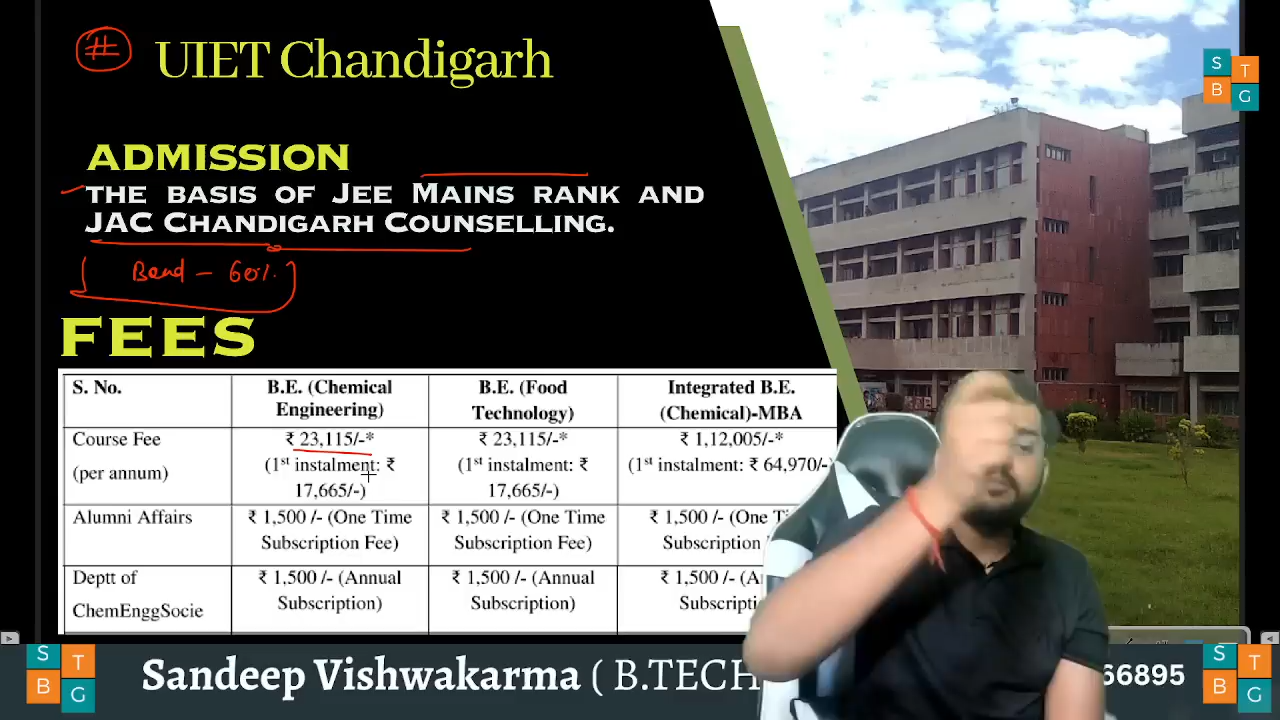 # UIET Chandigarh
S T
B G
ADMISSION
THE BASIS OF JEE MAINS RANK AND
JAC CHANDIGARH COUNSELLING.
60%
FEES
S. No. B.E. (Chemical Engineering) B.E. (Food Technology) Integrated B.E. (Chemical)-MBA
Course Fee (per annum) ₹ 23,115/-* ₹ 23,115/-* ₹ 1,12,005/-*
(1st instalment: ₹ 17,665/-) (1st instalment: ₹ 17,665/-) (1st instalment: ₹ 64,970/-
Alumni Affairs ₹ 1,500 /- (One Time Subscription Fee) ₹ 1,500 /- (One Time Subscription Fee) ₹ 1,500 /- (One
Deptt of ChemEnggSocie ₹ 1,500 /- (Annual Subscription) ₹ 1,500 /- (Annual Subscription) ₹ 1,500 /-
S T
B G
Sandeep Vishwakarma ( B.TECH
66895
S T
B G